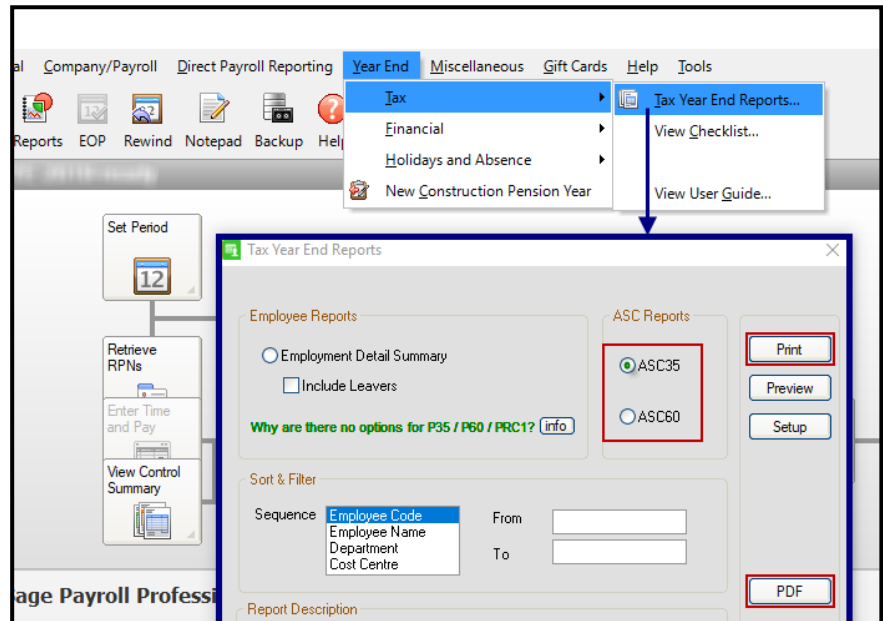 al Company/Payroll Direct Payroll Reporting Year End Miscellaneous Gift Cards Help Tools
Tax
Tax Year End Reports...
Reports EOP Rewind Notepad Backup Help
Financial
View Checklist...
Holidays and Absence
New Construction Pension Year
View User Guide...
Set Period
12
Tax Year End Reports
Employee Reports
ASC Reports
Retrieve
RPNs
Employment Detail Summary
Include Leavers
ASC35
Print
Preview
Enter Time
and Pay
Why are there no options for P35 / P60 / PRC1? info
ASC60
Setup
View Control
Summary
Sort & Filter
Sequence
Employee Code
Employee Name
Department
Cost Centre
From
To
PDF
age Payroll Professi
Report Description